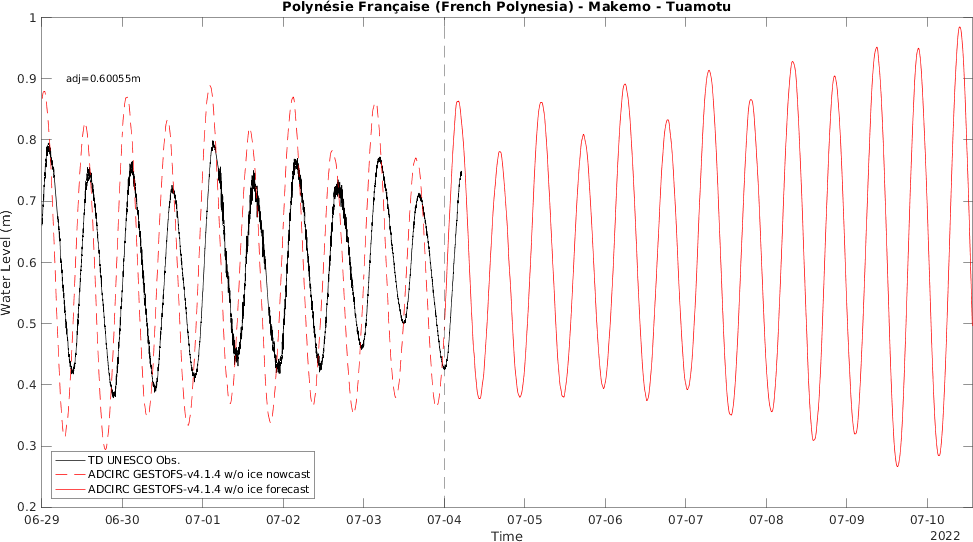 Polynésie Française (French Polynesia) - Makemo - Tuamotu
1
0.9
0.8
0.7
0.6
0.5
0.4
0.3
0.2
Water Level (m)
adj=0.60055m
TD UNESCO Obs.
ADCIRC GESTOFS-v4.1.4 w/o ice nowcast
ADCIRC GESTOFS-v4.1.4 w/o ice forecast
06-29 06-30 07-01 07-02 07-03 07-04 07-05 07-06 07-07 07-08 07-09 07-10
Time
2022